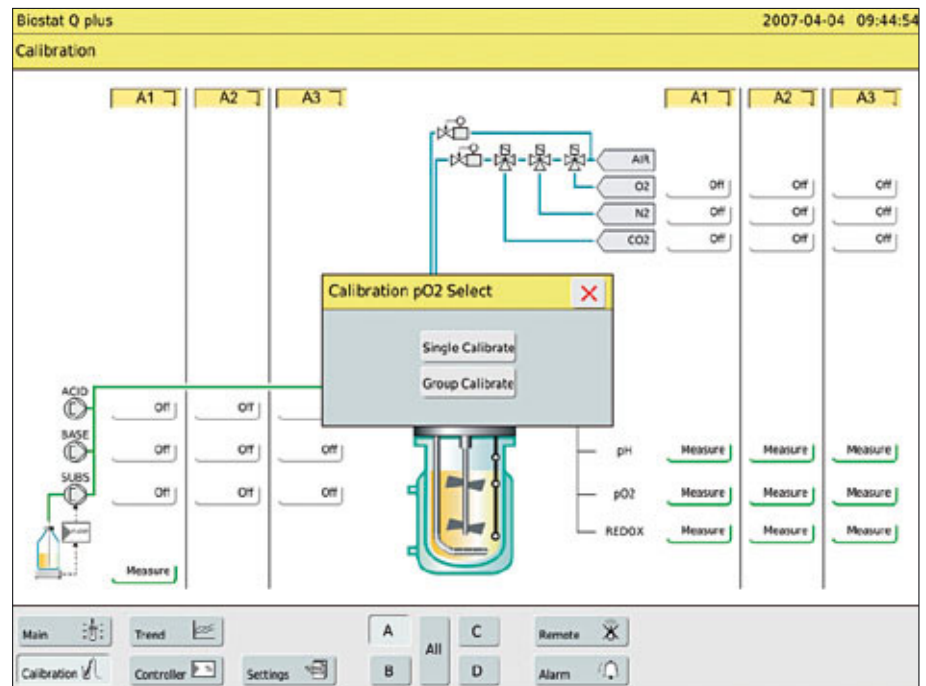 Biostat Q plus 2007-04-04 09:44:54
Calibration
A1 A2 A3 A1 A2 A3
AIR
O2 Off Off Off
N2 Off Off Off
CO2 Off Off Off
Calibration pO2 Select
Single Calibrate
Group Calibrate
ACID Off Off
BASE Off Off Off pH Measure Measure Measure
SUBS Off Off Off pO2 Measure Measure Measure
REDOX Measure Measure Measure
Measure
Main Trend A All C Remote
Calibration Controller Settings B D Alarm